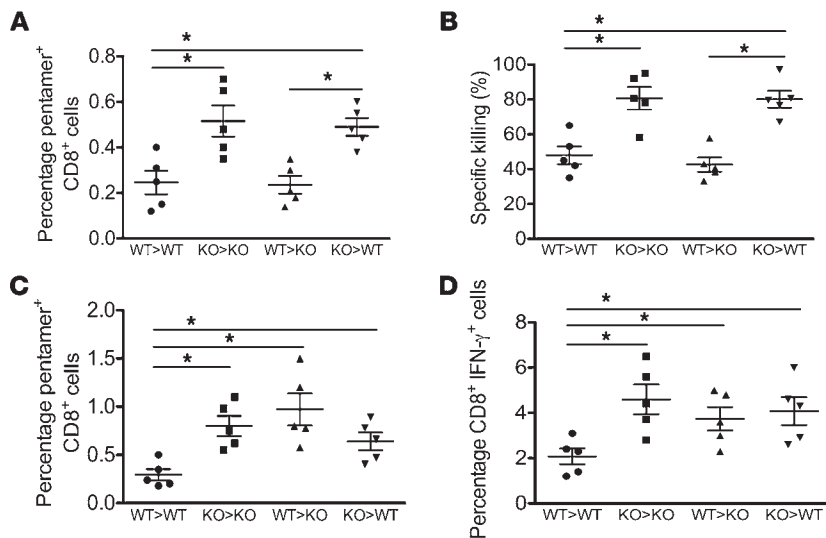 A
Percentage pentamer+
CD8+ cells
0.8
0.6
0.4
0.2
0.0
*
*
*
WT>WT KO>KO WT>KO KO>WT
B
Specific killing (%)
100
80
60
40
20
0
*
*
*
WT>WT KO>KO WT>KO KO>WT
C
Percentage pentamer+
CD8+ cells
2.0
1.5
1.0
0.5
0.0
*
*
*
WT>WT KO>KO WT>KO KO>WT
D
Percentage CD8+ IFN-γ+ cells
8
6
4
2
0
*
*
*
WT>WT KO>KO WT>KO KO>WT